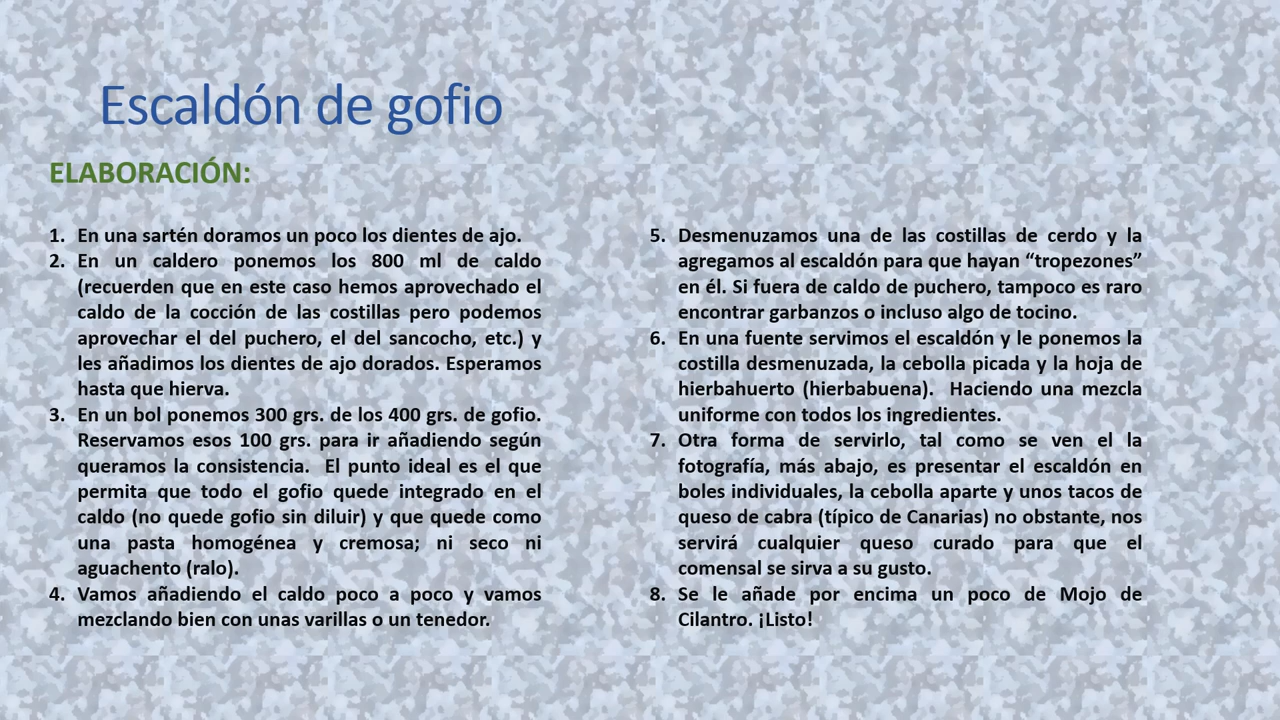 Escaldón de gofio
ELABORACIÓN:
1. En una sartén doramos un poco los dientes de ajo.
2. En un caldero ponemos los 800 ml de caldo
(recuerden que en este caso hemos aprovechado el
caldo de la cocción de las costillas pero podemos
aprovechar el del puchero, el del sancocho, etc.) y
les añadimos los dientes de ajo dorados. Esperamos
hasta que hierva.
3. En un bol ponemos 300 grs. de los 400 grs. de gofio.
Reservamos esos 100 grs. para ir añadiendo según
queramos la consistencia.  El punto ideal es el que
permita que todo el gofio quede integrado en el
caldo (no quede gofio sin diluir) y que quede como
una pasta homogénea y cremosa; ni seco ni
aguachento (ralo).
4. Vamos añadiendo el caldo poco a poco y vamos
mezclando bien con unas varillas o un tenedor.
5. Desmenuzamos una de las costillas de cerdo y la
agregamos al escaldón para que hayan “tropezones”
en él. Si fuera de caldo de puchero, tampoco es raro
encontrar garbanzos o incluso algo de tocino.
6. En una fuente servimos el escaldón y le ponemos la
costilla desmenuzada, la cebolla picada y la hoja de
hierbahuerto (hierbabuena).  Haciendo una mezcla
uniforme con todos los ingredientes.
7. Otra forma de servirlo, tal como se ven el la
fotografía, más abajo, es presentar el escaldón en
boles individuales, la cebolla aparte y unos tacos de
queso de cabra (típico de Canarias) no obstante, nos
servirá cualquier queso curado para que el
comensal se sirva a su gusto.
8. Se le añade por encima un poco de Mojo de
Cilantro. ¡Listo!